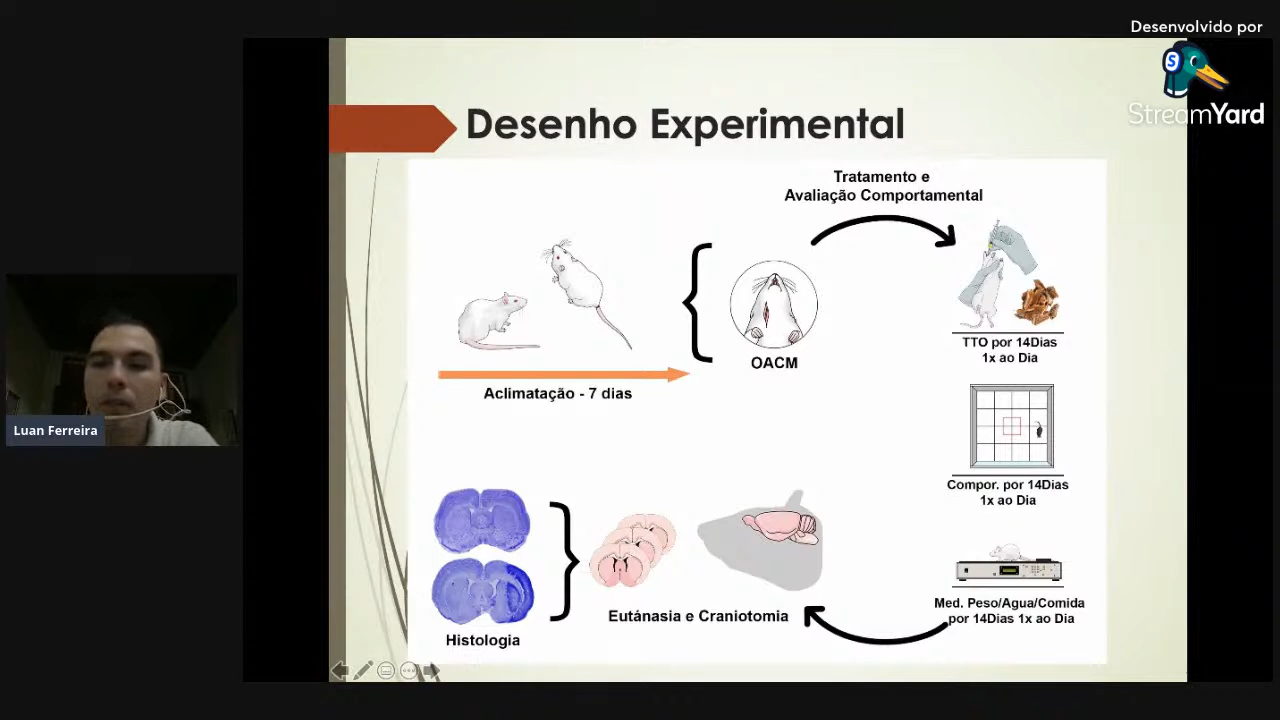 Desenvolvido por
S
StreamYard
Desenho Experimental
Tratamento e
Avaliação Comportamental
OACM
Aclimatação - 7 dias
TTO por 14Dias
1x ao Dia
Compor. por 14Dias
1x ao Dia
Med. Peso/Agua/Comida
por 14Dias 1x ao Dia
Eutánasia e Craniotomia
Histologia
Luan Ferreira